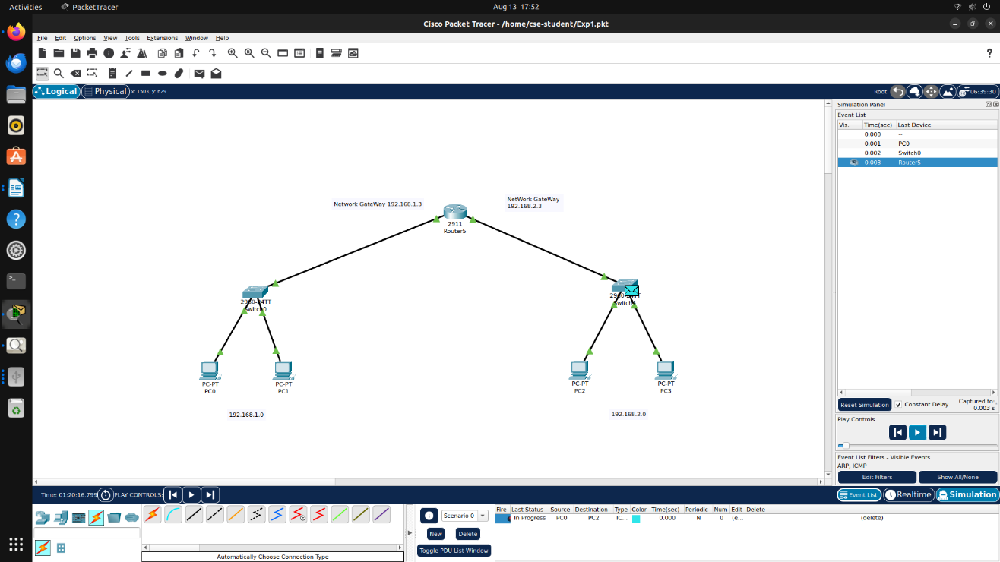 Activities PacketTracer Aug 13 17:52
Cisco Packet Tracer - /home/cse-student/Exp1.pkt
File Edit Options View Tools Extensions Window Help
?
Logical Physical x: 1503, y: 629 Root 06:39:30
Simulation Panel
Event List
Vis. Time(sec) Last Device
0.000 --
0.001 PC0
0.002 Switch0
0.003 Router5
Network GateWay 192.168.1.3
NetWork GateWay
192.168.2.3
2911
Router5
2960-24TT
Switch0
Switch1
PC-PT
PC0
PC-PT
PC1
PC-PT
PC2
PC-PT
PC3
192.168.1.0
192.168.2.0
Reset Simulation Constant Delay Captured to:
0.003 s
Play Controls
Event List Filters - Visible Events
ARP, ICMP
Edit Filters Show All/None
Time: 01:20:16.799 PLAY CONTROLS: Event List Realtime Simulation
Scenario 0
New Delete
Toggle PDU List Window
Fire Last Status Source Destination Type Color Time(sec) Periodic Num Edit Delete
In Progress PC0 PC2 IC... 0.000 N 0 (e... (delete)
Automatically Choose Connection Type